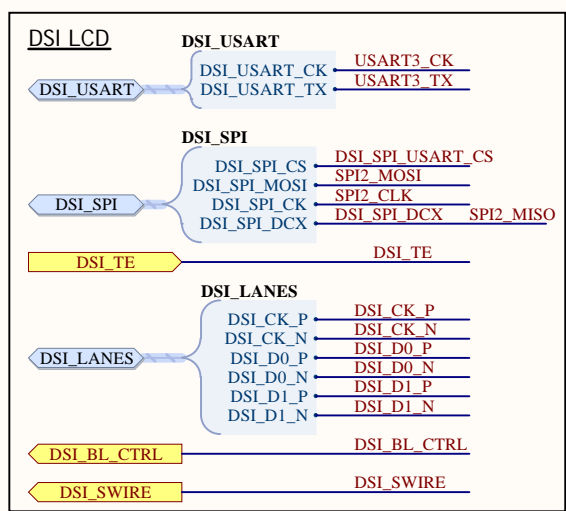 DSI LCD
DSI_USART
DSI_USART
DSI_USART_CK USART3_CK
DSI_USART_TX USART3_TX
DSI_SPI
DSI_SPI
DSI_SPI_CS DSI_SPI_USART_CS
DSI_SPI_MOSI SPI2_MOSI
DSI_SPI_CK SPI2_CLK
DSI_SPI_DCX DSI_SPI_DCX SPI2_MISO
DSI_TE DSI_TE
DSI_LANES
DSI_LANES
DSI_CK_P DSI_CK_P
DSI_CK_N DSI_CK_N
DSI_D0_P DSI_D0_P
DSI_D0_N DSI_D0_N
DSI_D1_P DSI_D1_P
DSI_D1_N DSI_D1_N
DSI_BL_CTRL DSI_BL_CTRL
DSI_SWIRE DSI_SWIRE